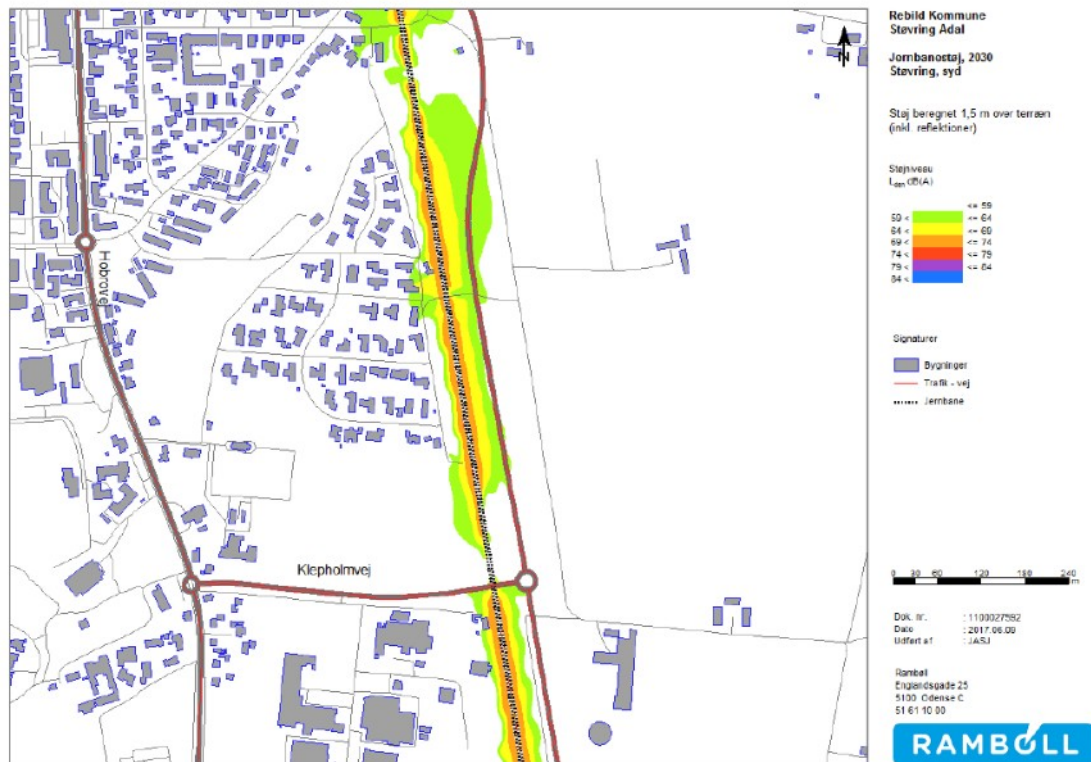 Rebild Kommune
Støvring Ådal
Jernbanestøj, 2030
Støvring, syd
N
Støj beregnet 1,5 m over terræn
(inkl. reflektioner)
Støjniveau
Lden dB(A)
<= 59
59 < <= 64
64 < <= 69
69 < <= 74
74 < <= 79
79 < <= 84
84 <
Signaturer
Bygninger
Trafik - vej
Jernbane
Hobrovej
Klepholmvej
0 30 60 120 180 240
m
Dok. nr. : 1100027592
Dato : 2017.06.09
Udført af : JASJ
Rambøll
Englandsgade 25
5100 Odense C
51 61 10 00
RAMBOLL